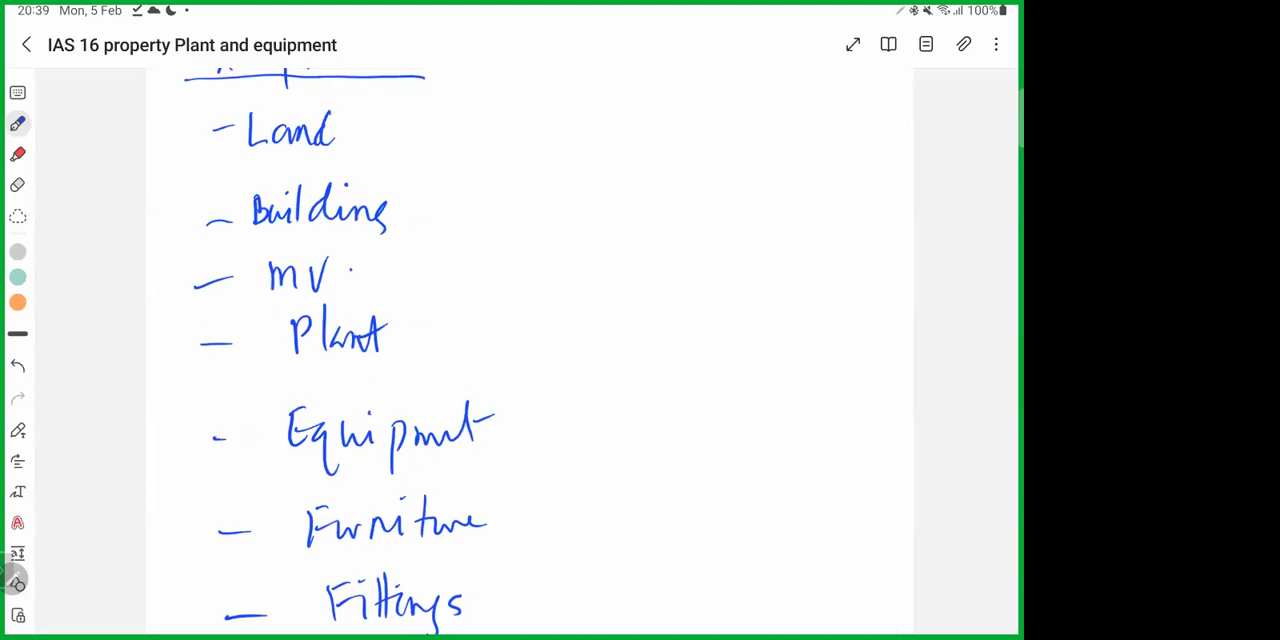 20:39 Mon, 5 Feb
100%
IAS 16 property Plant and equipment
- Land
- Building
- MV.
- Plant
- Equipment
- Furniture
- Fittings